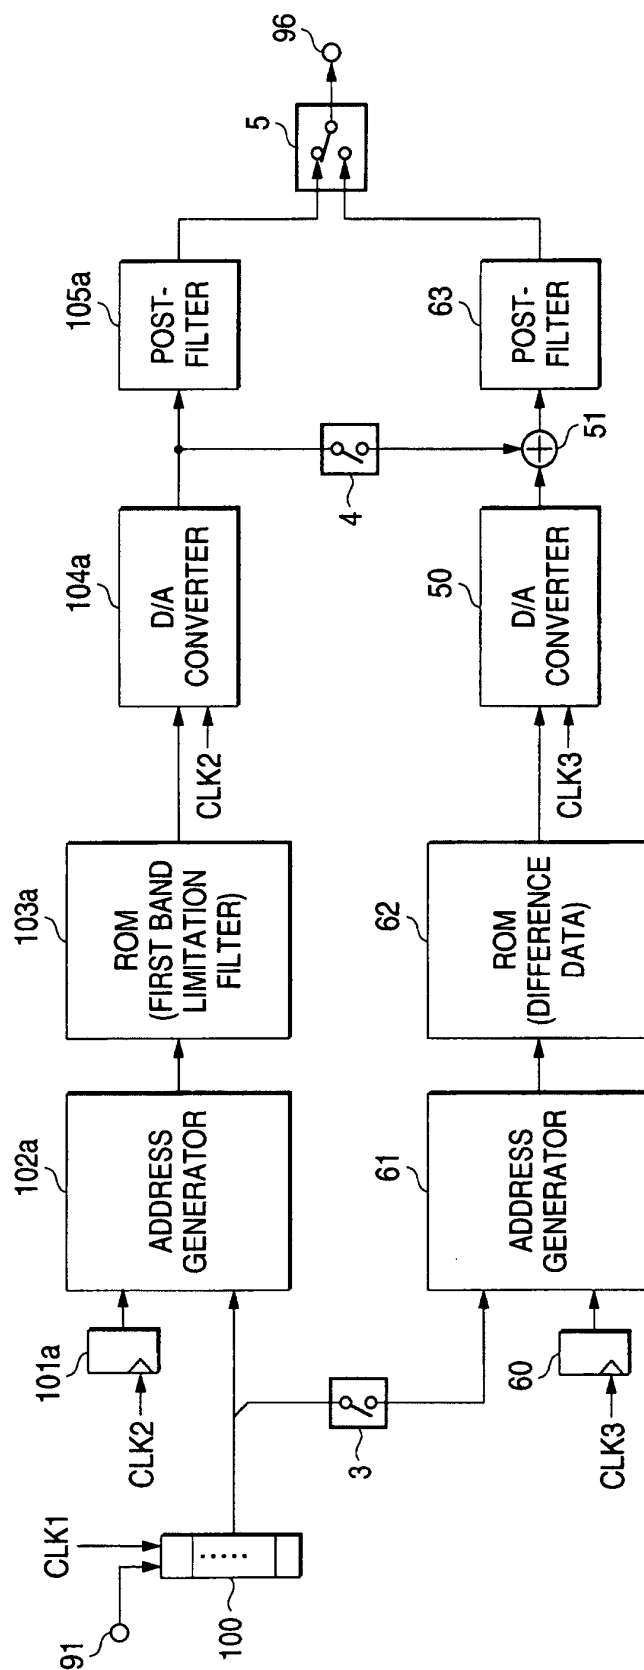 91
CLK1
100
3
CLK2
101a
102a
ADDRESS
GENERATOR
103a
ROM
(FIRST BAND
LIMITATION
FILTER)
CLK2
104a
D/A
CONVERTER
105a
POST-
FILTER
4
5
96
CLK3
60
61
ADDRESS
GENERATOR
62
ROM
(DIFFERENCE
DATA)
CLK3
50
D/A
CONVERTER
51
63
POST-
FILTER